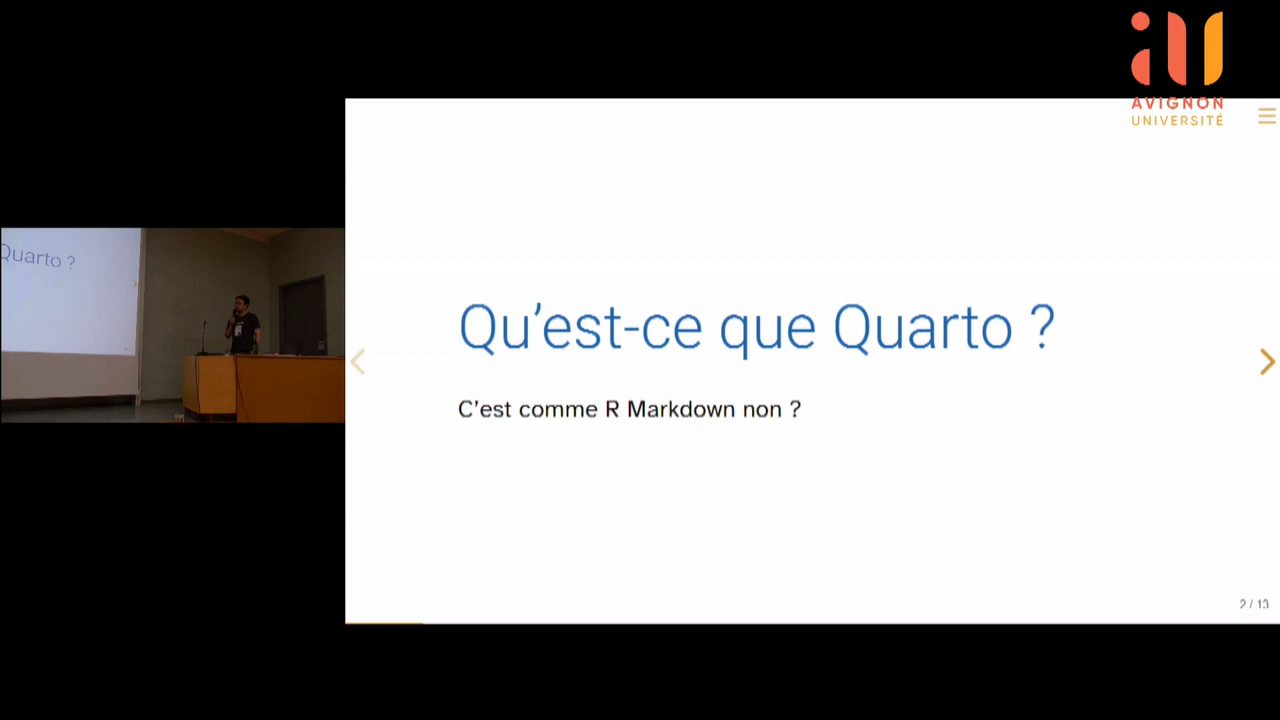 AVIGNON
UNIVERSITÉ
Quarto ?
Qu’est-ce que Quarto ?
C’est comme R Markdown non ?
2 / 13